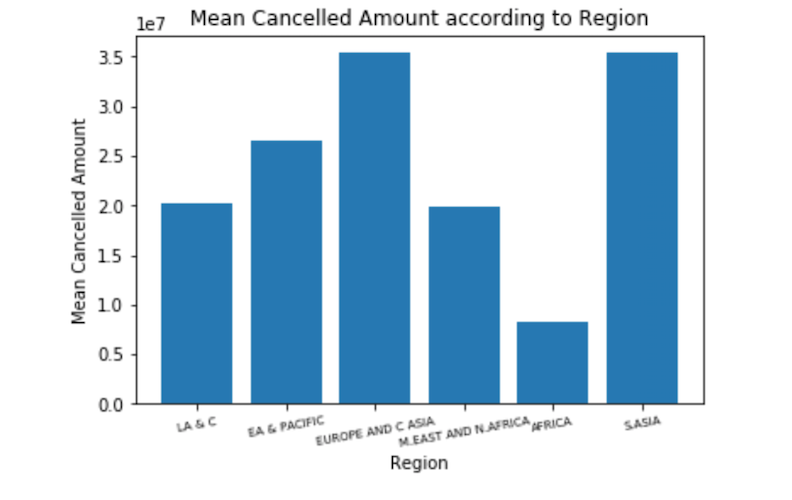 1e7 Mean Cancelled Amount according to Region
3.5
3.0
2.5
2.0
1.5
1.0
0.5
0.0
Mean Cancelled Amount
LA & C EA & PACIFIC EUROPE AND C ASIA M.EAST AND N.AFRICA AFRICA S.ASIA
Region